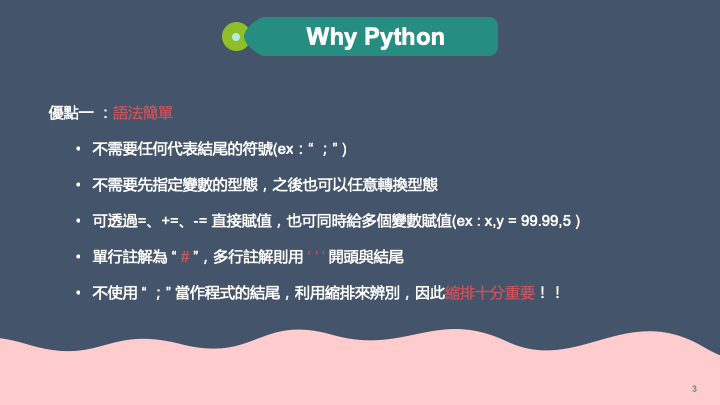 Why Python
優點一 ：語法簡單
• 不需要任何代表結尾的符號(ex：“ ；” )
• 不需要先指定變數的型態，之後也可以任意轉換型態
• 可透過=、+=、-= 直接賦值，也可同時給多個變數賦值(ex : x,y = 99.99,5 )
• 單行註解為 “ # ”，多行註解則用 ' ' ' 開頭與結尾
• 不使用 “ ；” 當作程式的結尾，利用縮排來辨別，因此縮排十分重要！！
3